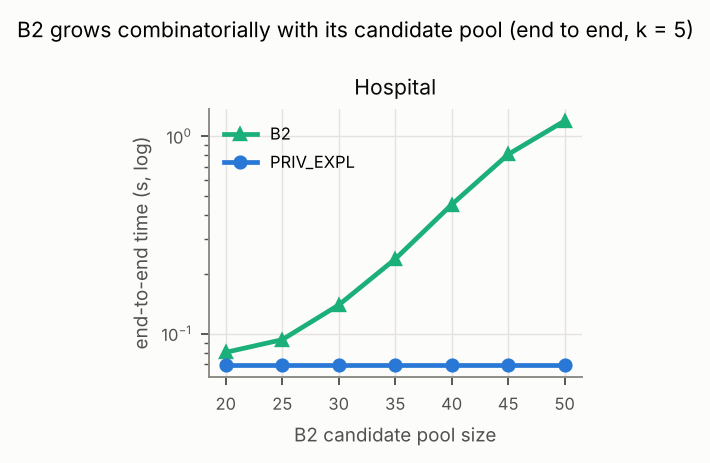 B2 grows combinatorially with its candidate pool (end to end, k = 5)
Hospital
B2
PRIV_EXPL
end-to-end time (s, log)
10⁰
10⁻¹
20 25 30 35 40 45 50
B2 candidate pool size